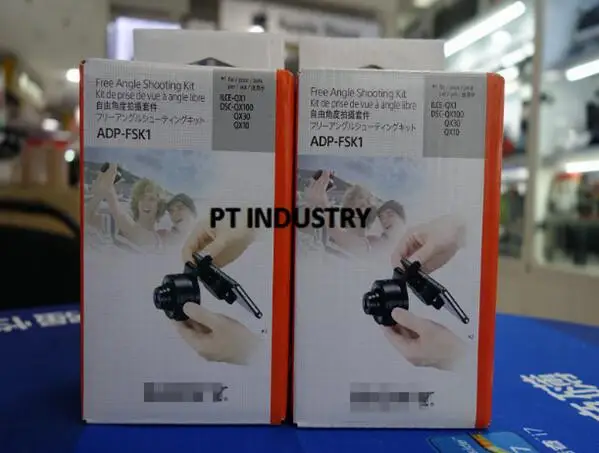 Free Angle Shooting Kit
Kit de prise de vue à angle libre
自由角度拍攝套件
フリーアングルシューティングキット
ADP-FSK1
ILCE-QX1
DSC-QX100
QX30
QX10
Free Angle Shooting Kit
Kit de prise de vue à angle libre
自由角度拍攝套件
フリーアングルシューティングキット
ADP-FSK1
ILCE-QX1
DSC-QX100
QX30
QX10
PT INDUSTRY